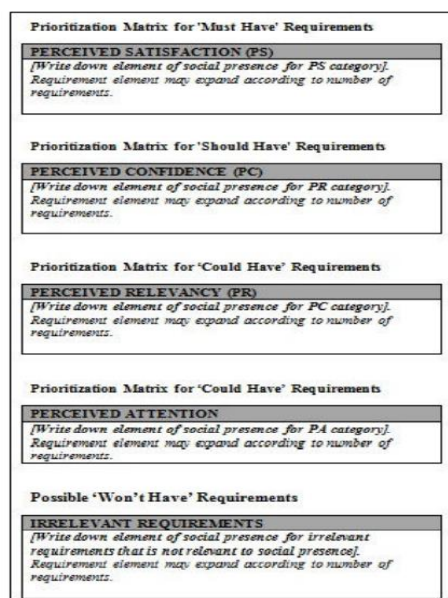 Prioritization Matrix for 'Must Have' Requirements
PERCEIVED SATISFACTION (PS)
[Write down element of social presence for PS category].
Requirement element may expand according to number of
requirements.
Prioritization Matrix for 'Should Have' Requirements
PERCEIVED CONFIDENCE (PC)
[Write down element of social presence for PR category].
Requirement element may expand according to number of
requirements.
Prioritization Matrix for ‘Could Have’ Requirements
PERCEIVED RELEVANCY (PR)
[Write down element of social presence for PC category].
Requirement element may expand according to number of
requirements.
Prioritization Matrix for ‘Could Have’ Requirements
PERCEIVED ATTENTION
[Write down element of social presence for PA category].
Requirement element may expand according to number of
requirements.
Possible ‘Won’t Have’ Requirements
IRRELEVANT REQUIREMENTS
[Write down element of social presence for irrelevant
requirements that is not relevant to social presence].
Requirement element may expand according to number of
requirements.